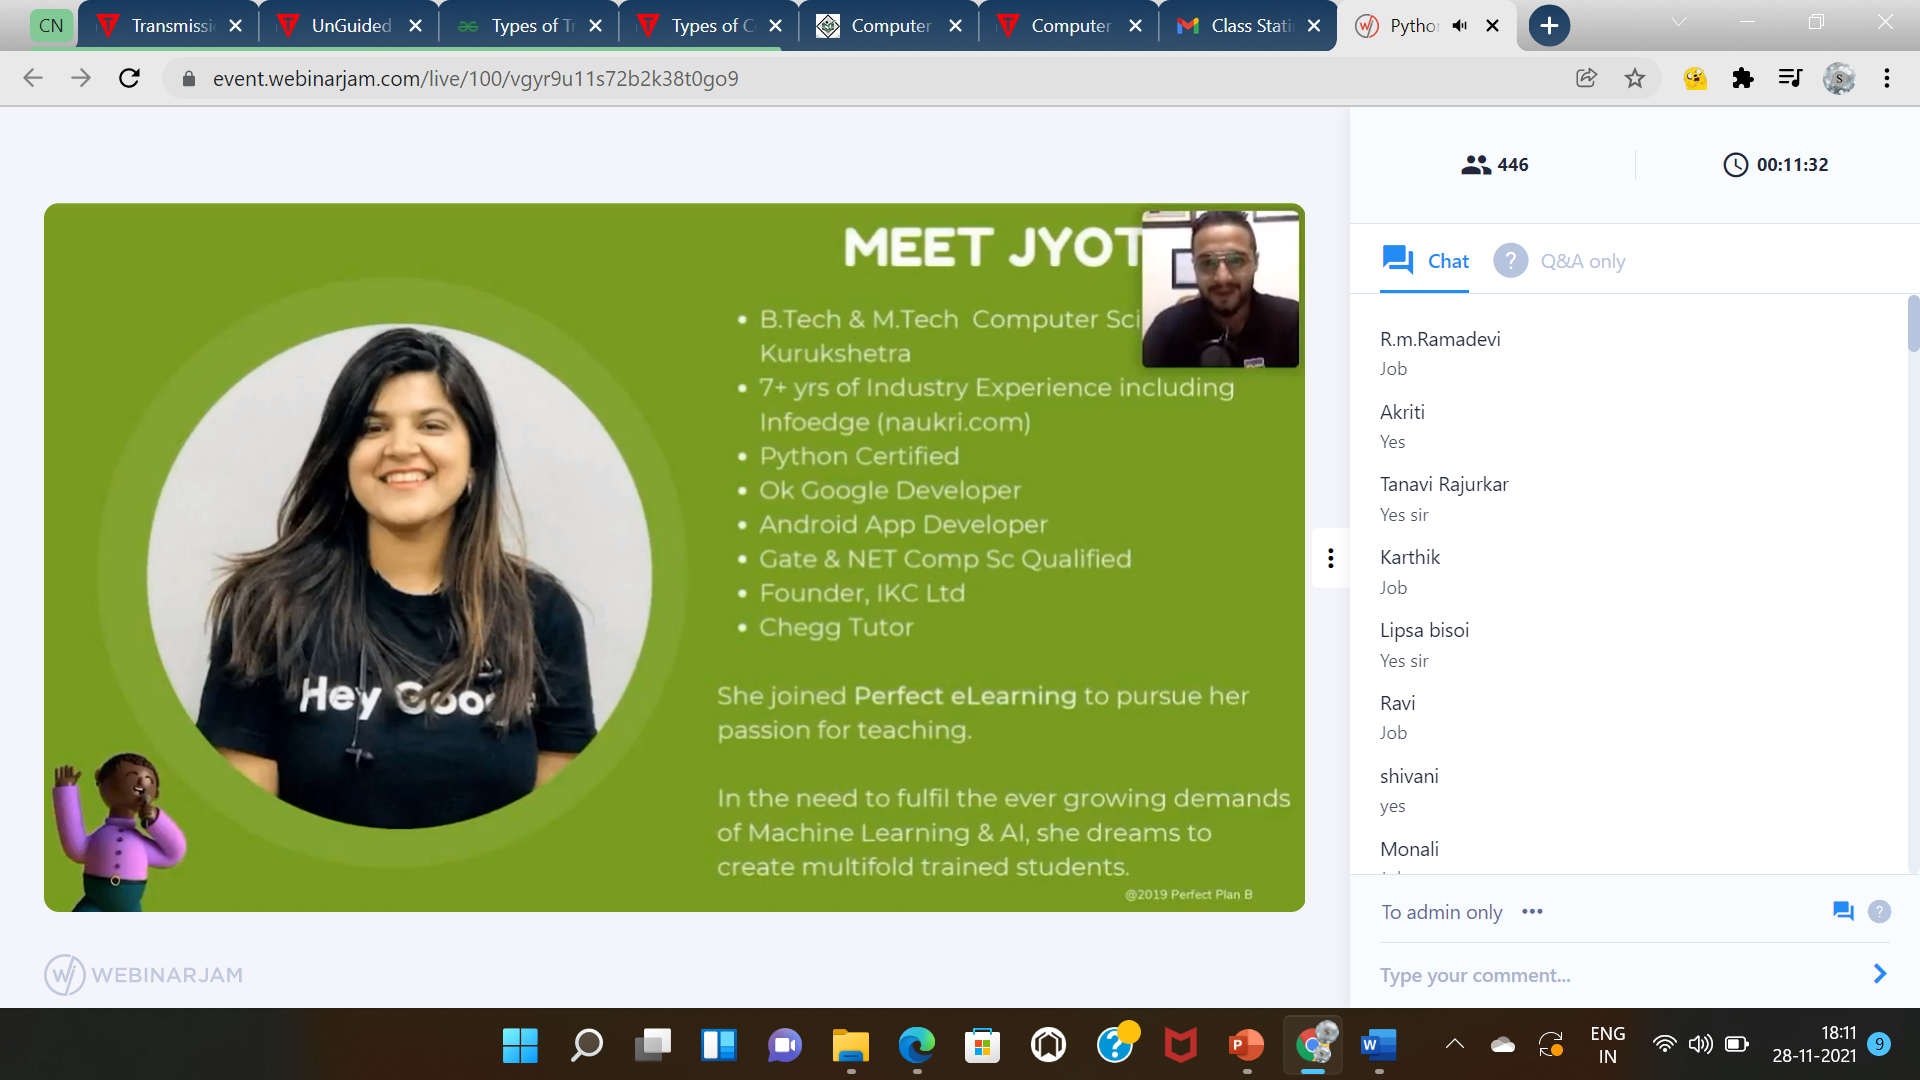 CN
Transmissi
UnGuided
Types of Tr
Types of C
Computer
Computer
Class Stati
Python
event.webinarjam.com/live/100/vgyr9u11s72b2k38t0go9
446
00:11:32
Chat
Q&A only
MEET JYOT
B.Tech & M.Tech Computer Sci
Kurukshetra
7+ yrs of Industry Experience including
Infoedge (naukri.com)
Python Certified
Ok Google Developer
Android App Developer
Gate & NET Comp Sc Qualified
Founder, IKC Ltd
Chegg Tutor
She joined Perfect eLearning to pursue her
passion for teaching.
In the need to fulfil the ever growing demands
of Machine Learning & AI, she dreams to
create multifold trained students.
@2019 Perfect Plan B
Hey Goog
WEBINARJAM
R.m.Ramadevi
Job
Akriti
Yes
Tanavi Rajurkar
Yes sir
Karthik
Job
Lipsa bisoi
Yes sir
Ravi
Job
shivani
yes
Monali
To admin only
Type your comment...
ENG
IN
18:11
28-11-2021
9